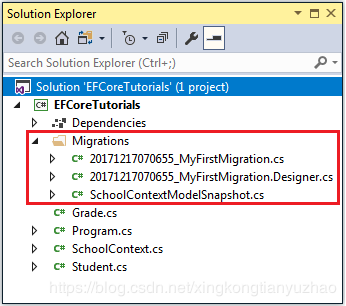 Solution Explorer
Search Solution Explorer (Ctrl+;)
Solution 'EFCoreTutorials' (1 project)
C# EFCoreTutorials
Dependencies
Migrations
C# 20171217070655_MyFirstMigration.cs
C# 20171217070655_MyFirstMigration.Designer.cs
C# SchoolContextModelSnapshot.cs
C# Grade.cs
C# Program.cs
C# SchoolContext.cs
C# Student.cs
https://blog.csdn.net/xingkongtianyuzhao